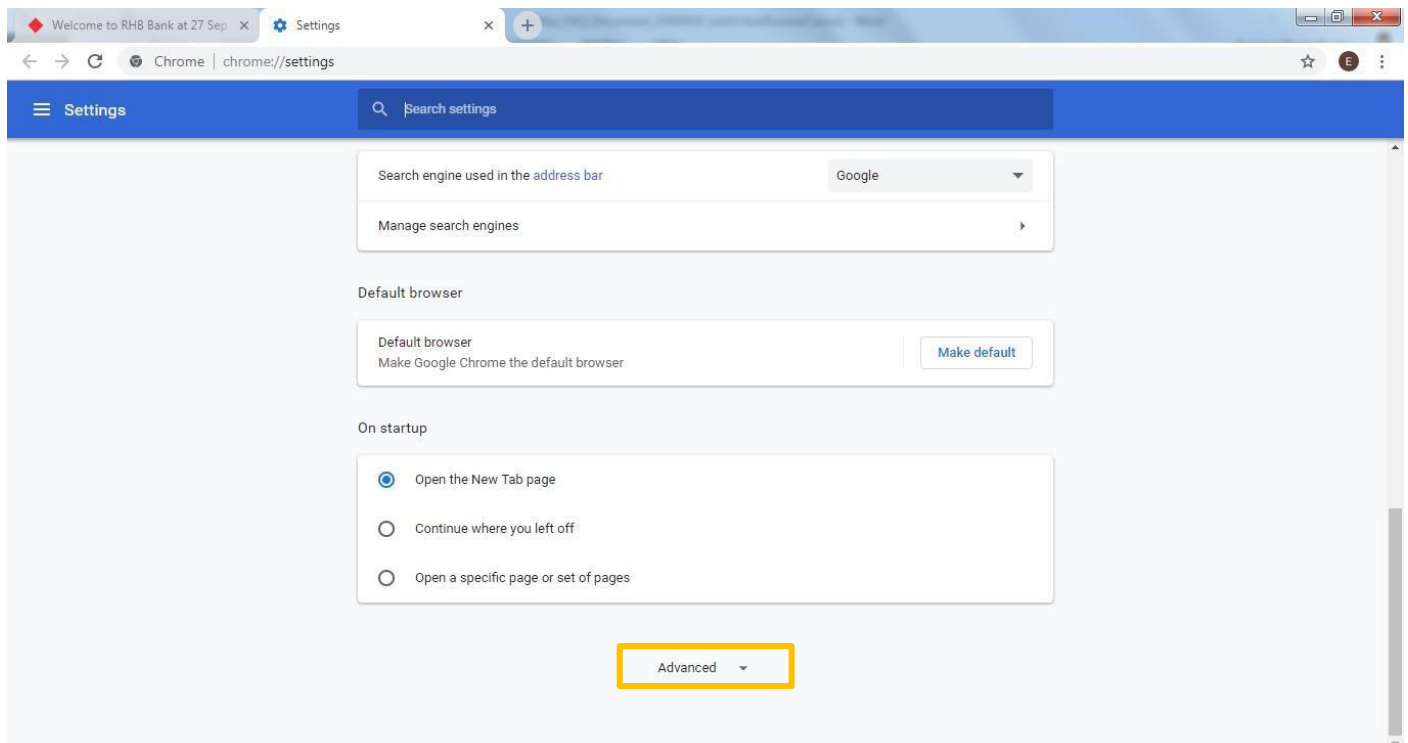 Welcome to RHB Bank at 27 Sep
Settings
Chrome | chrome://settings
E
Settings
Search settings
Search engine used in the address bar
Google
Manage search engines
Default browser
Default browser
Make Google Chrome the default browser
Make default
On startup
Open the New Tab page
Continue where you left off
Open a specific page or set of pages
Advanced